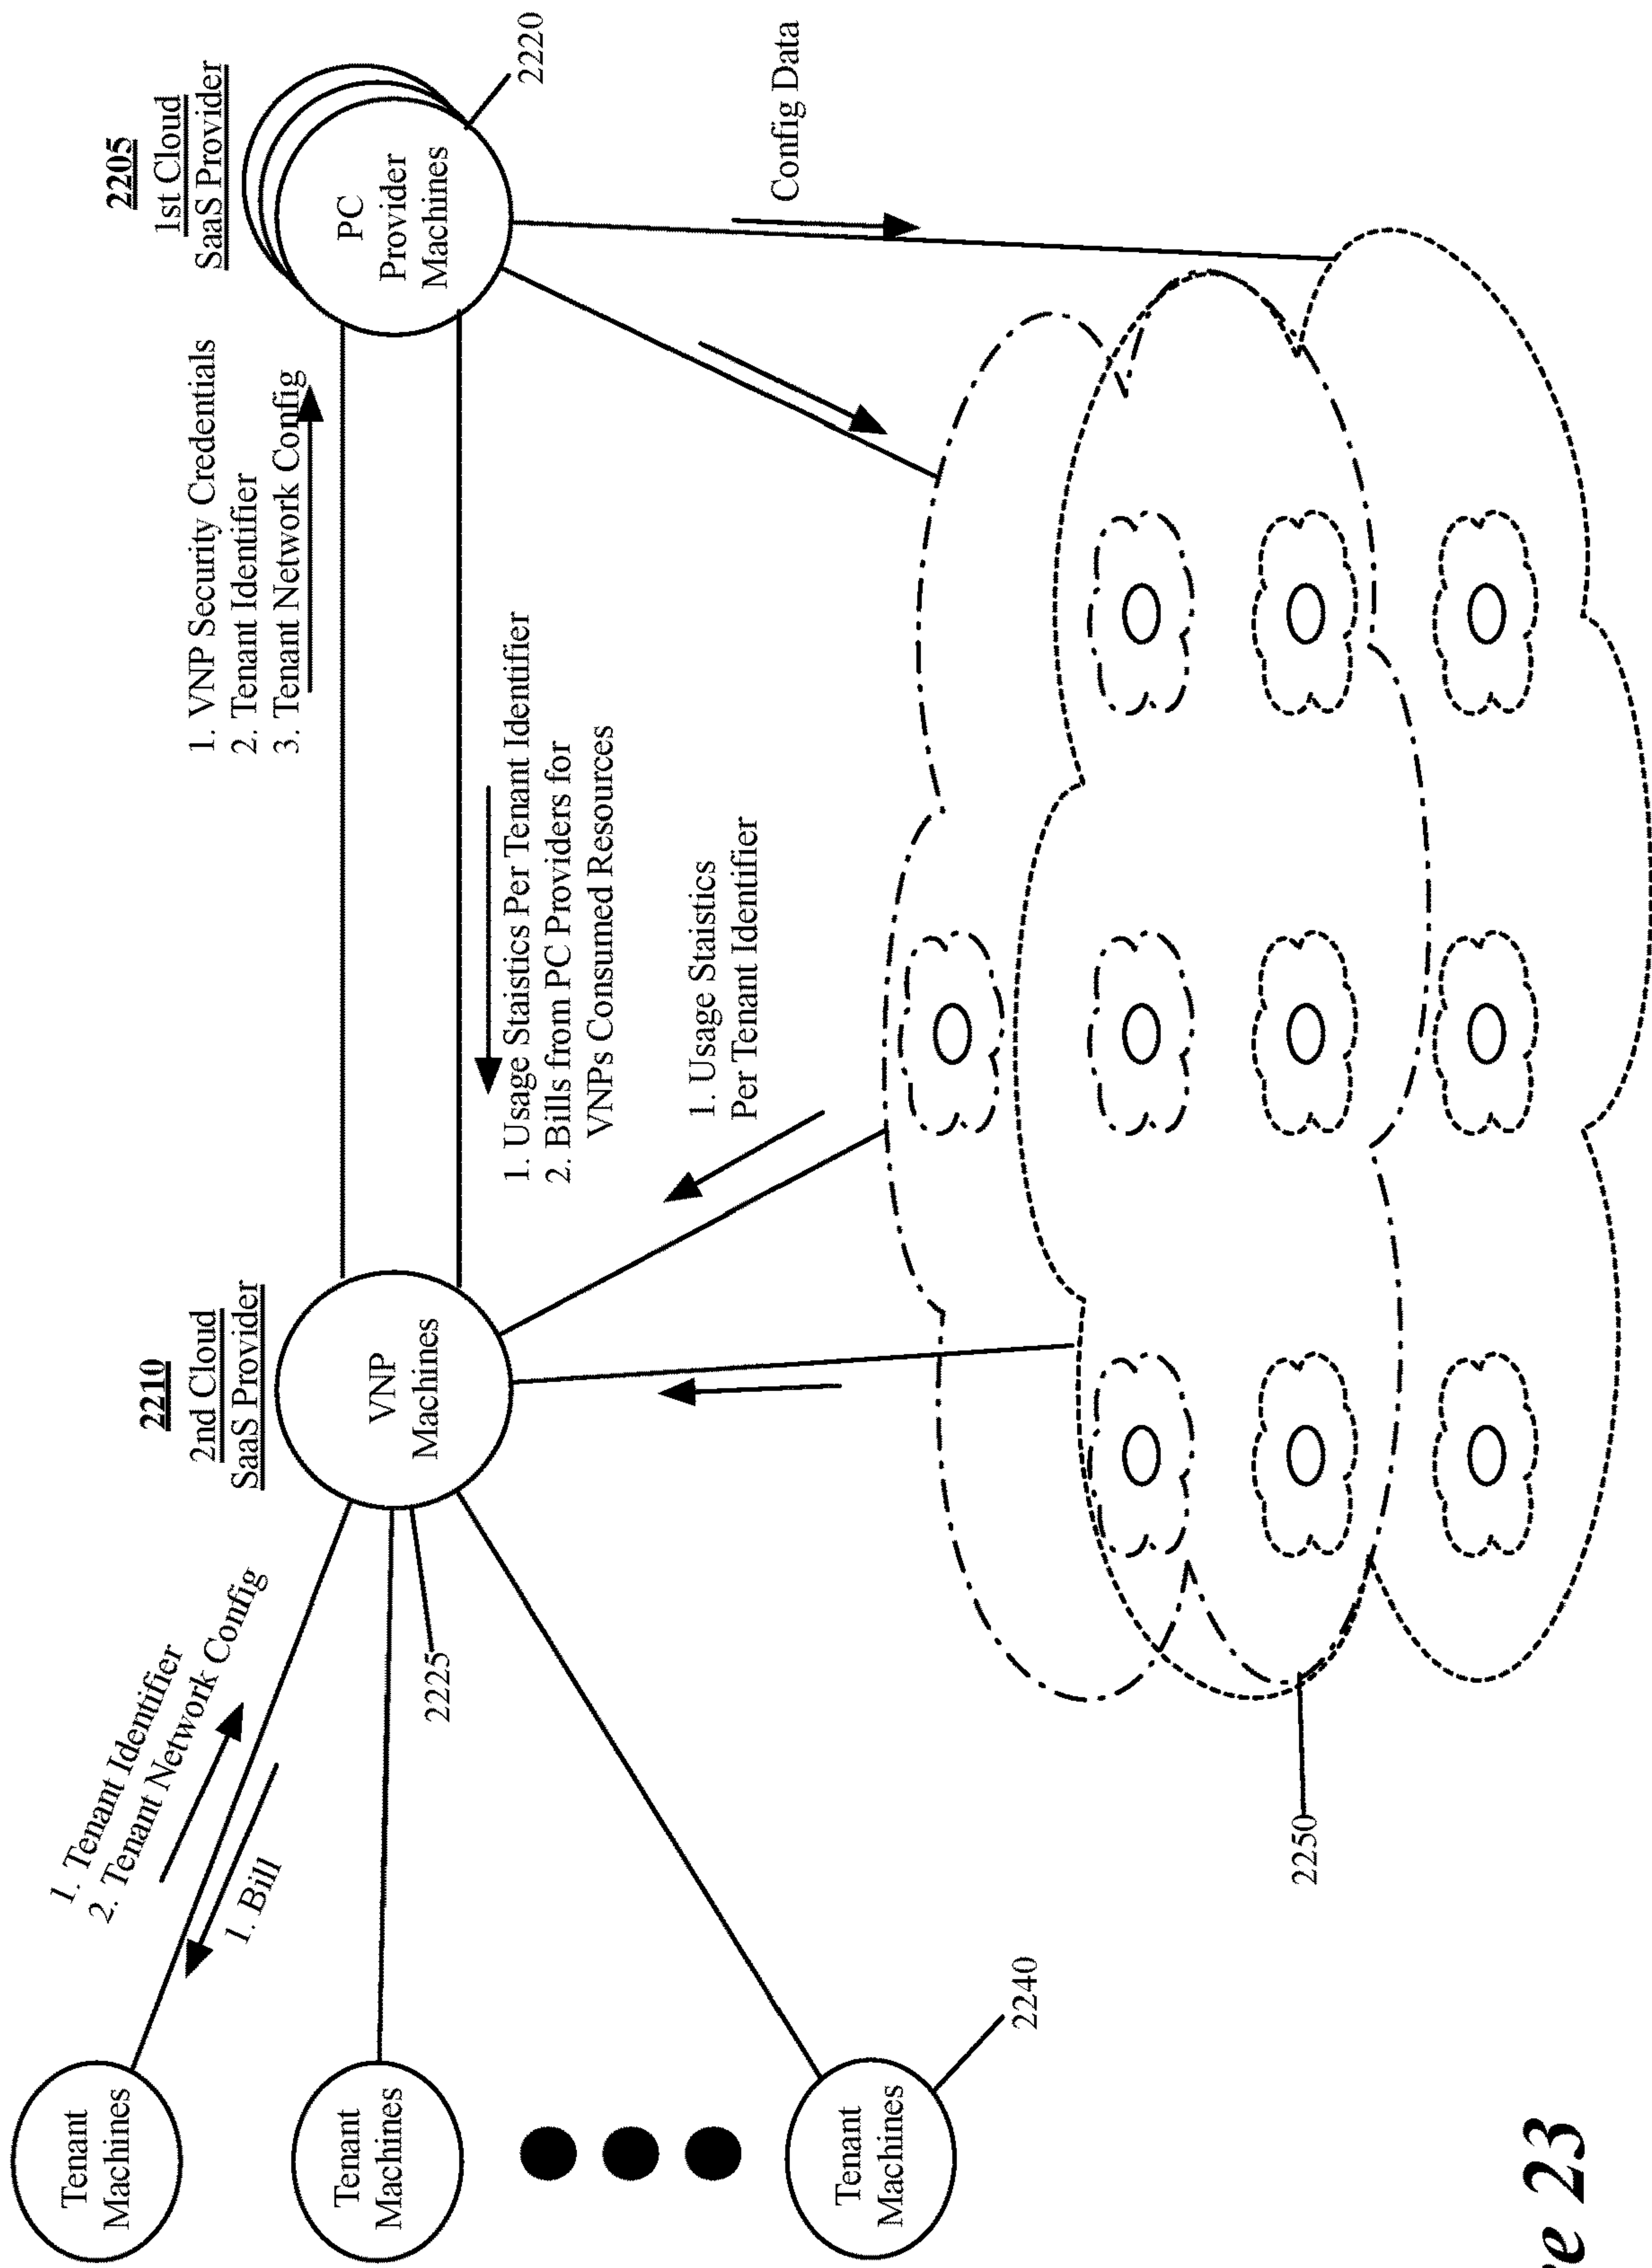 2205
1st Cloud
SaaS Provider
PC
Provider
Machines
2220
Config Data
1. VNP Security Credentials
2. Tenant Identifier
3. Tenant Network Config
1. Usage Staistics Per Tenant Identifier
2. Bills from PC Providers for
VNPs Consumed Resources
1. Usage Staistics
Per Tenant Identifier
2210
2nd Cloud
SaaS Provider
VNP
Machines
2225
1. Tenant Identifier
2. Tenant Network Config
1. Bill
Tenant
Machines
Tenant
Machines
Tenant
Machines
2240
2250
23